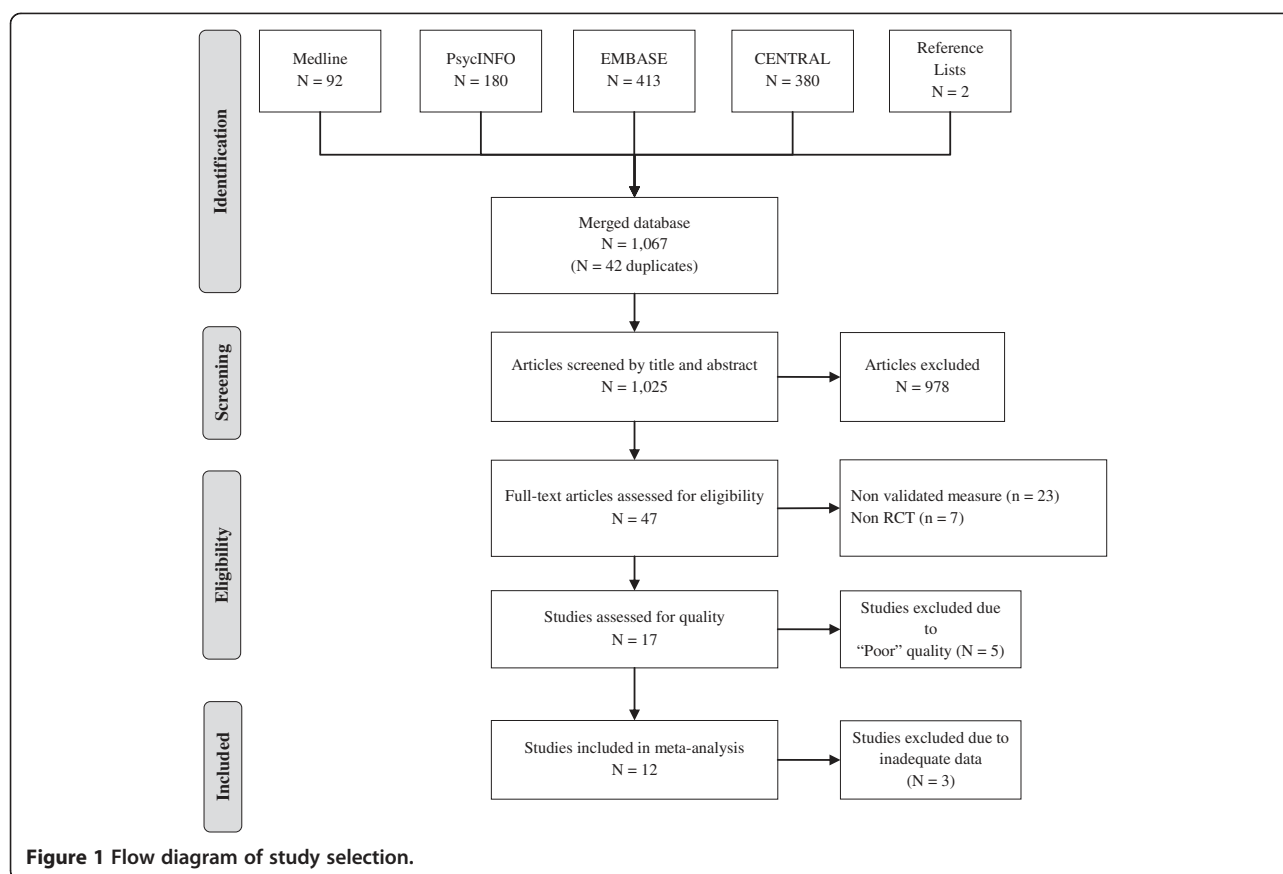 Identification
Medline
N = 92
PsycINFO
N = 180
EMBASE
N = 413
CENTRAL
N = 380
Reference
Lists
N = 2
Merged database
N = 1,067
(N = 42 duplicates)
Screening
Articles screened by title and abstract
N = 1,025
Articles excluded
N = 978
Eligibility
Full-text articles assessed for eligibility
N = 47
Non validated measure (n = 23)
Non RCT (n = 7)
Studies assessed for quality
N = 17
Studies excluded due
to
“Poor” quality (N = 5)
Included
Studies included in meta-analysis
N = 12
Studies excluded due to
inadequate data
(N = 3)
Figure 1 Flow diagram of study selection.